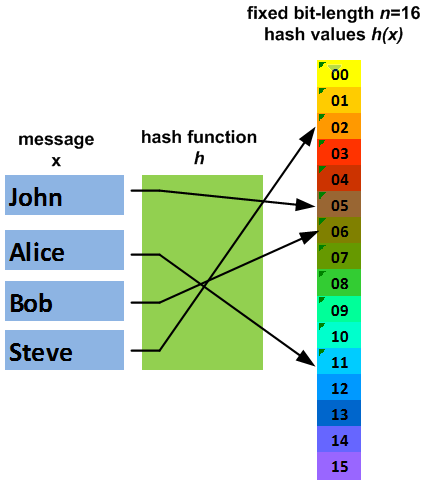 fixed bit-length n=16
hash values h(x)
message
x
hash function
h
John
Alice
Bob
Steve
00
01
02
03
04
05
06
07
08
09
10
11
12
13
14
15